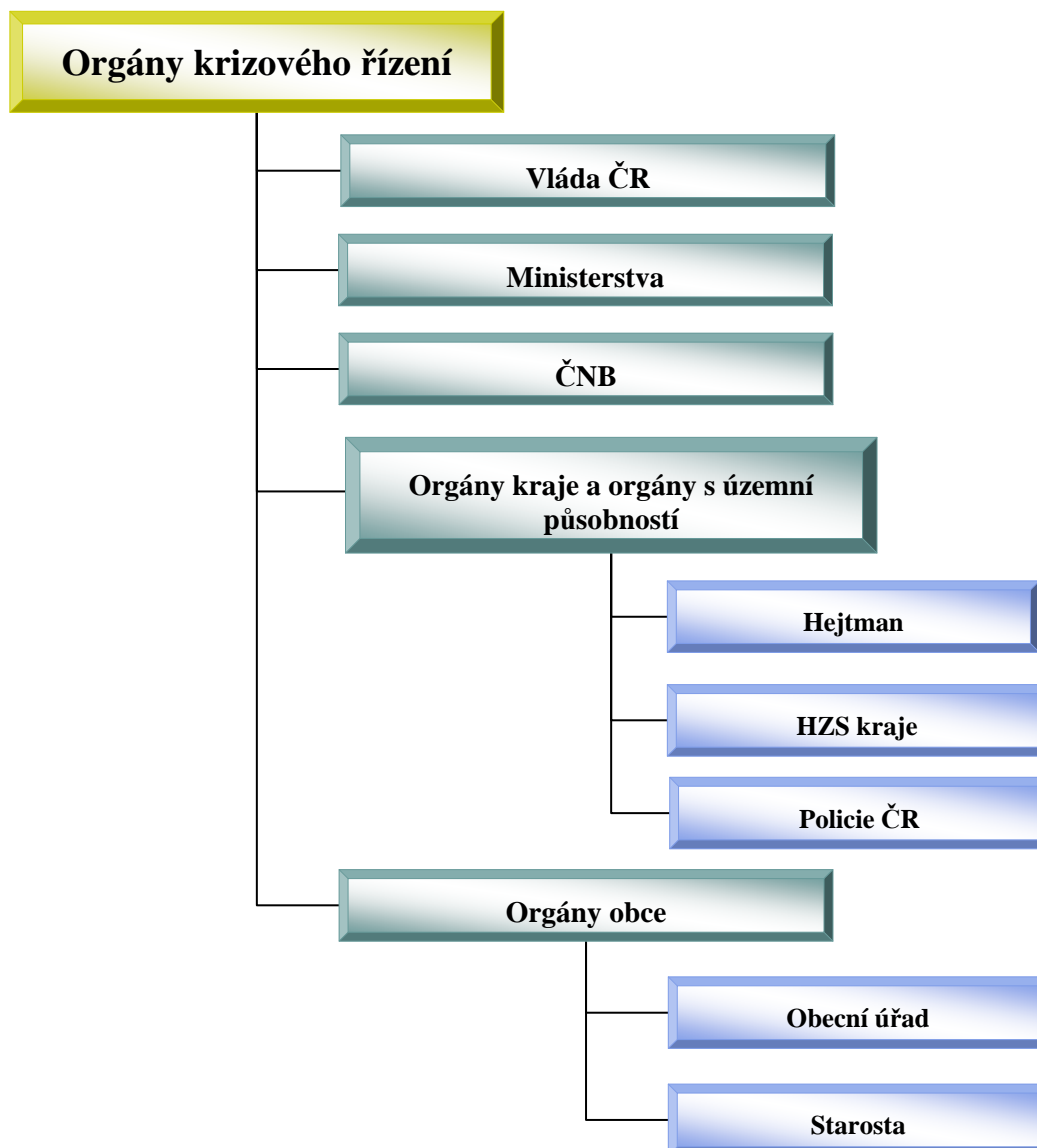 Orgány krizového řízení
Vláda ČR
Ministerstva
ČNB
Orgány kraje a orgány s územní
působností
Hejtman
HZS kraje
Policie ČR
Orgány obce
Obecní úřad
Starosta